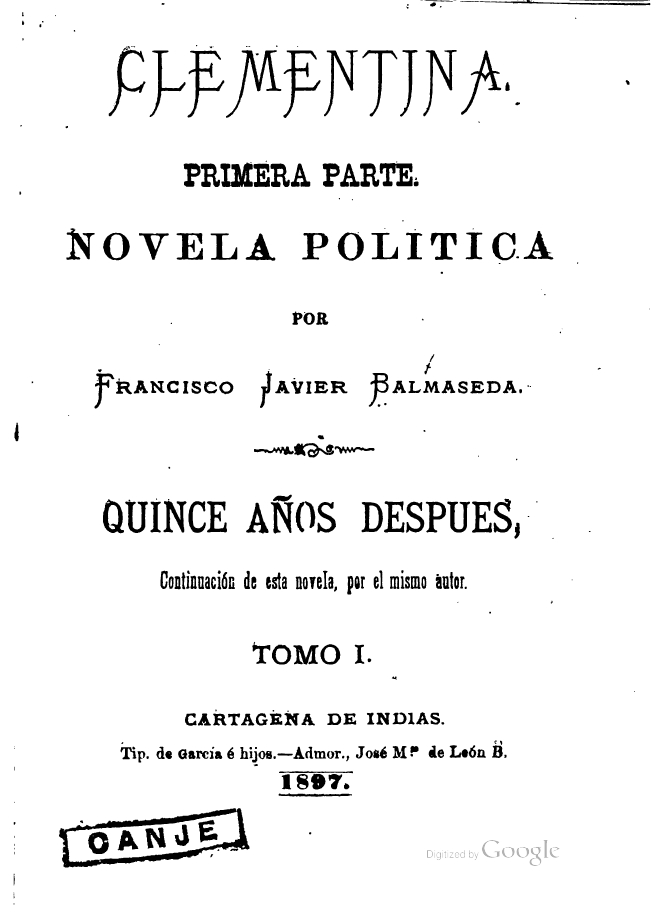 CLEMENTINA.
PRIMERA PARTE.
NOVELA POLITICA
POR
FRANCISCO JAVIER BALMASEDA.
QUINCE AÑOS DESPUES,
Continuación de esta novela, por el mismo autor.
TOMO I.
CARTAGENA DE INDIAS.
Tip. de García é hijos.—Admor., José Mª de León B.
1897.
CANJE
Digitized by Google